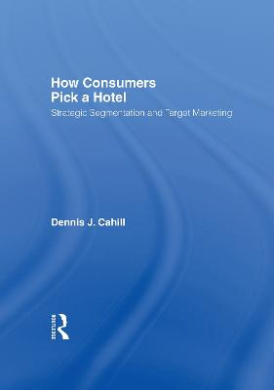 How Consumers
Pick a Hotel
Strategic Segmentation and Target Marketing
Dennis J. Cahill
R
ROUTLEDGE